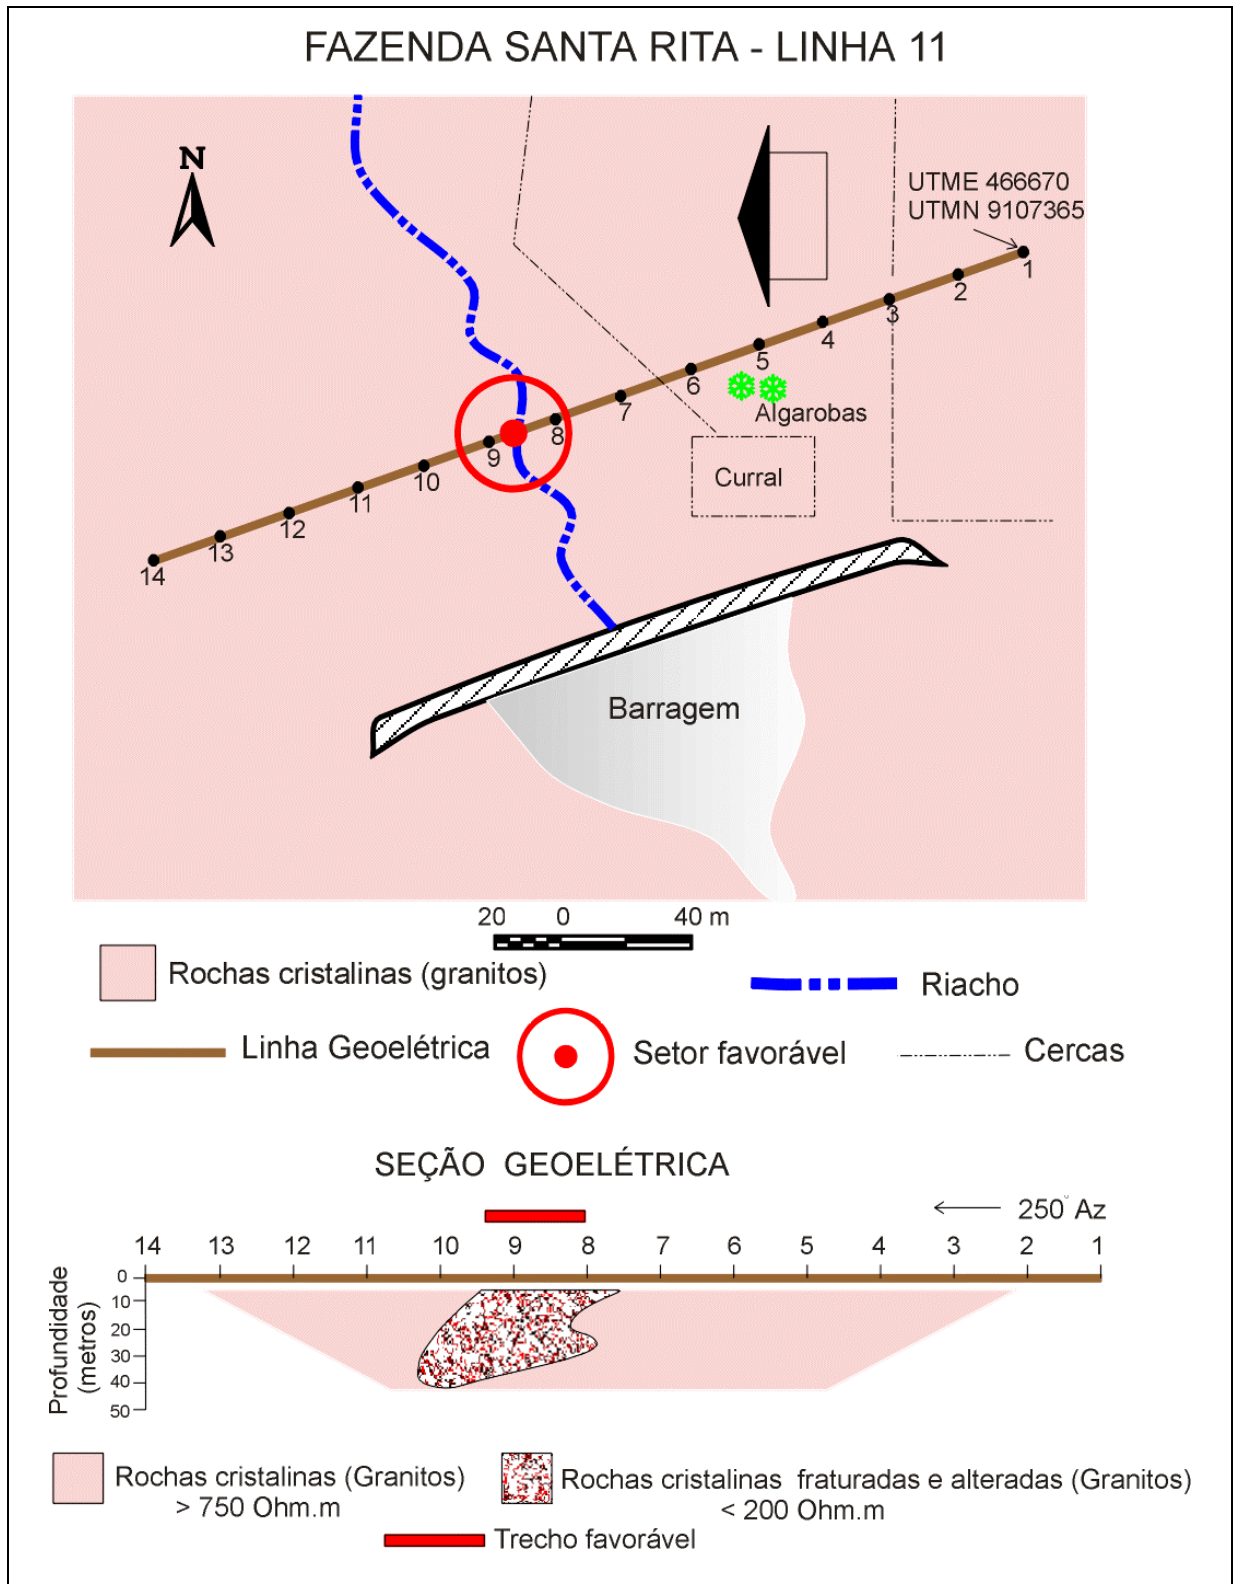 FAZENDA SANTA RITA - LINHA 11
N
UTME 466670
UTMN 9107365
1
2
3
4
5
6
7
8
9
10
11
12
13
14
Algarobas
Curral
Barragem
20 0 40 m
Rochas cristalinas (granitos)
Riacho
Linha Geoelétrica
Setor favorável
Cercas
SEÇÃO GEOELÉTRICA
250° Az
14 13 12 11 10 9 8 7 6 5 4 3 2 1
Profundidade
(metros)
0
10
20
30
40
50
Rochas cristalinas (Granitos)
> 750 Ohm.m
Rochas cristalinas fraturadas e alteradas (Granitos)
< 200 Ohm.m
Trecho favorável